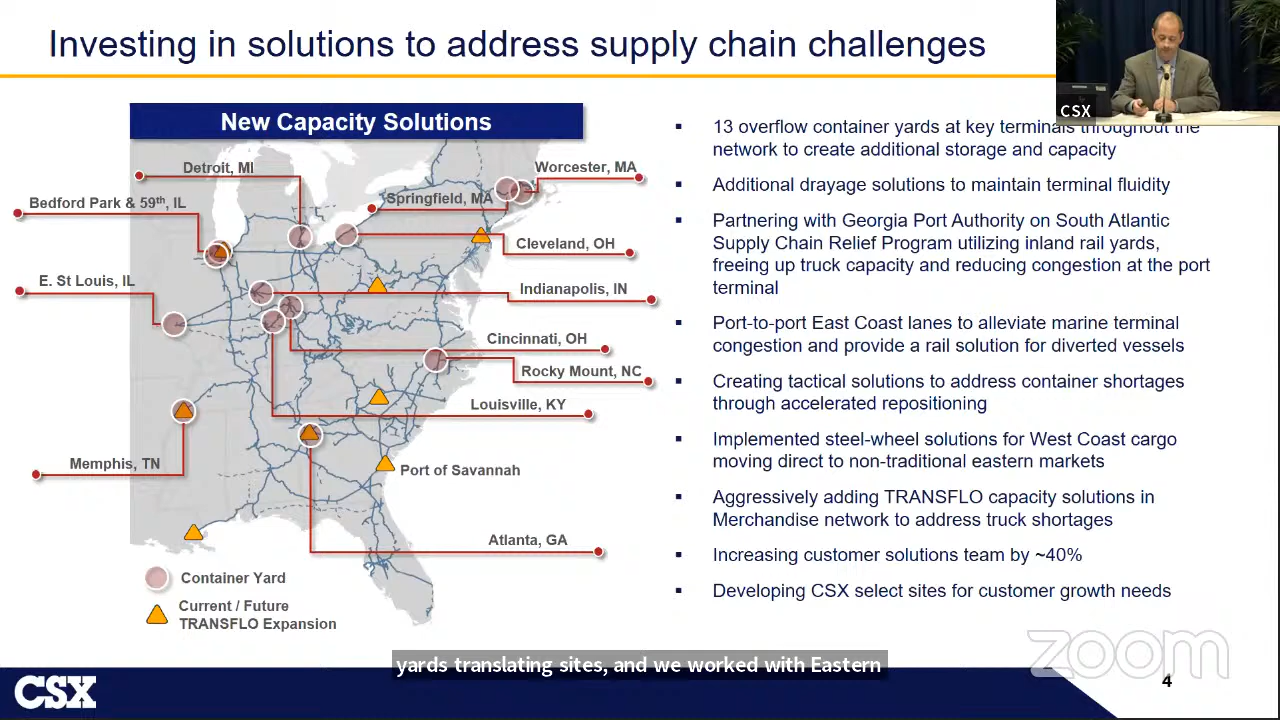 Investing in solutions to address supply chain challenges
CSX
New Capacity Solutions
Detroit, MI
Worcester, MA
Bedford Park & 59th, IL
Springfield, MA
Cleveland, OH
E. St Louis, IL
Indianapolis, IN
Cincinnati, OH
Rocky Mount, NC
Louisville, KY
Memphis, TN
Port of Savannah
Atlanta, GA
Container Yard
Current / Future
TRANSFLO Expansion
▪ 13 overflow container yards at key terminals throughout the
network to create additional storage and capacity
▪ Additional drayage solutions to maintain terminal fluidity
▪ Partnering with Georgia Port Authority on South Atlantic
Supply Chain Relief Program utilizing inland rail yards,
freeing up truck capacity and reducing congestion at the port
terminal
▪ Port-to-port East Coast lanes to alleviate marine terminal
congestion and provide a rail solution for diverted vessels
▪ Creating tactical solutions to address container shortages
through accelerated repositioning
▪ Implemented steel-wheel solutions for West Coast cargo
moving direct to non-traditional eastern markets
▪ Aggressively adding TRANSFLO capacity solutions in
Merchandise network to address truck shortages
▪ Increasing customer solutions team by ~40%
▪ Developing CSX select sites for customer growth needs
zoom
yards translating sites, and we worked with Eastern
CSX
4